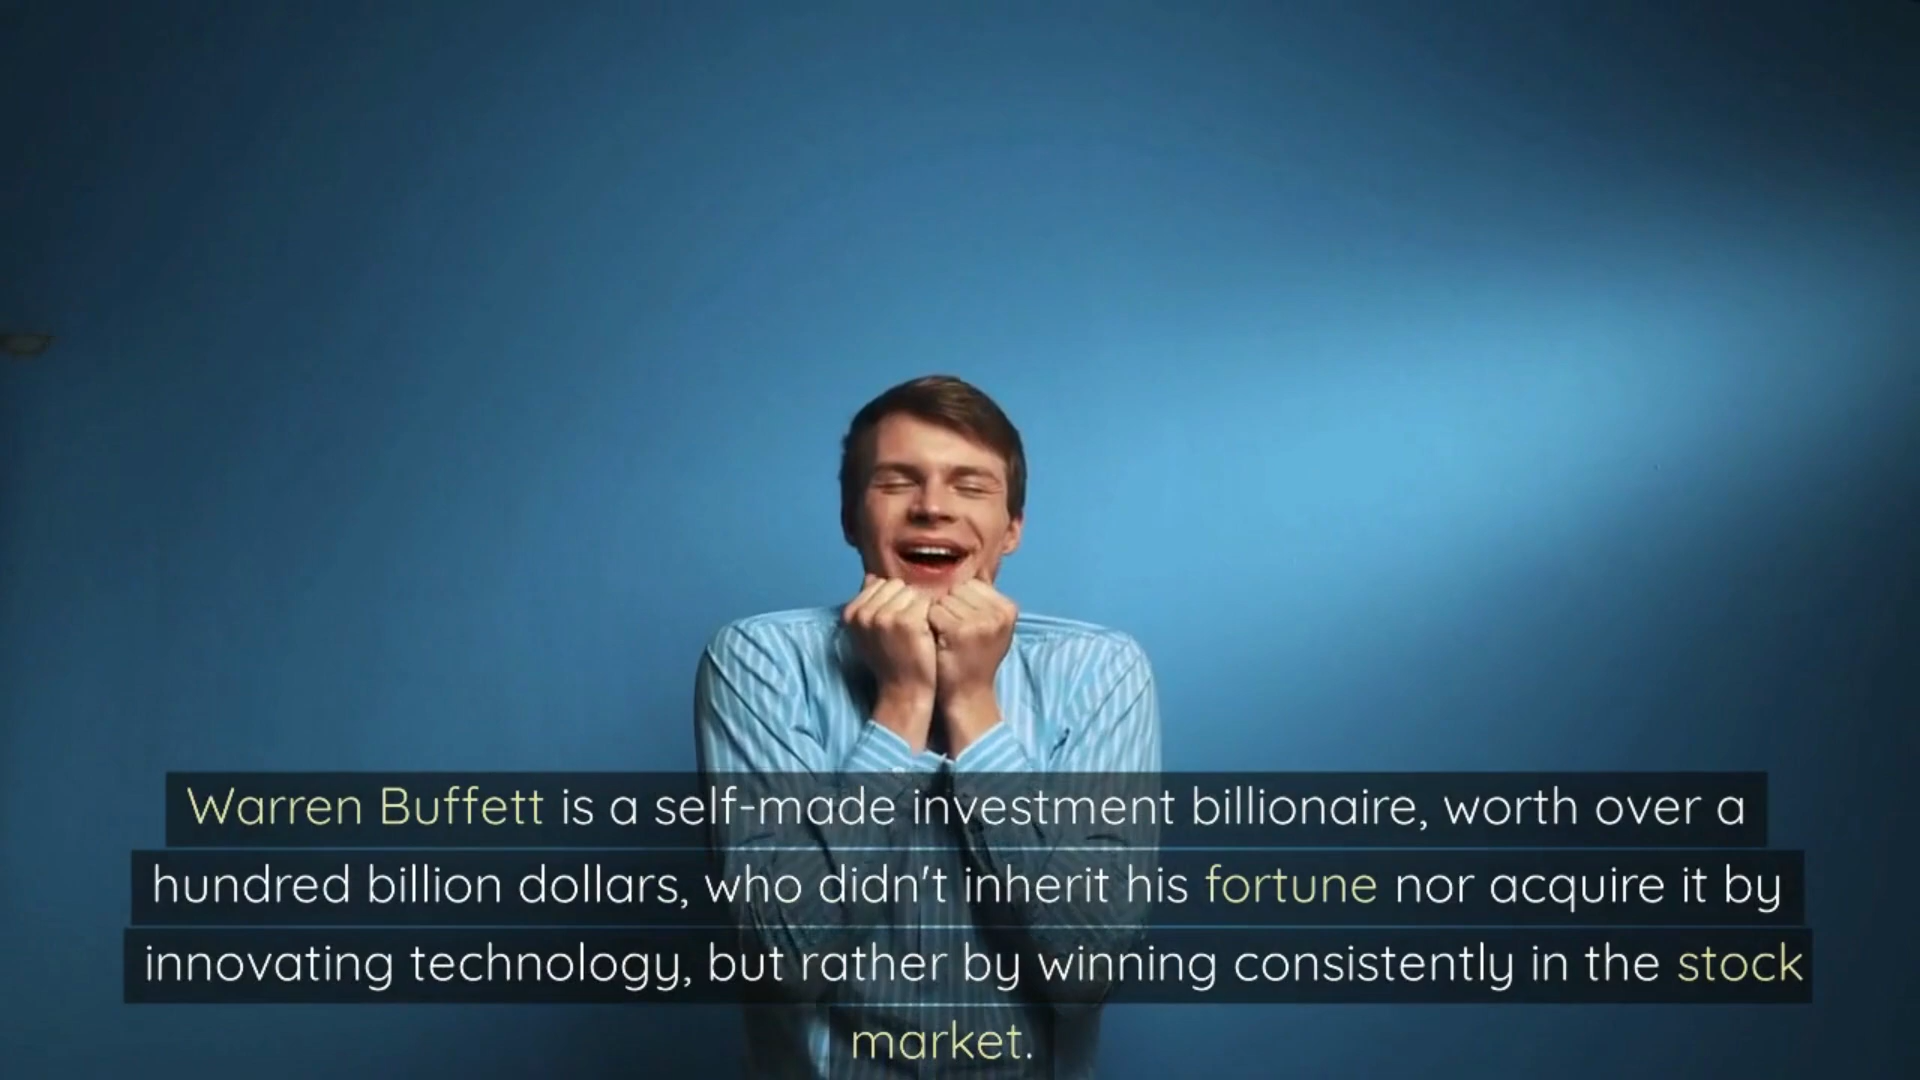 Warren Buffett is a self-made investment billionaire, worth over a
hundred billion dollars, who didn't inherit his fortune nor acquire it by
innovating technology, but rather by winning consistently in the stock
market.